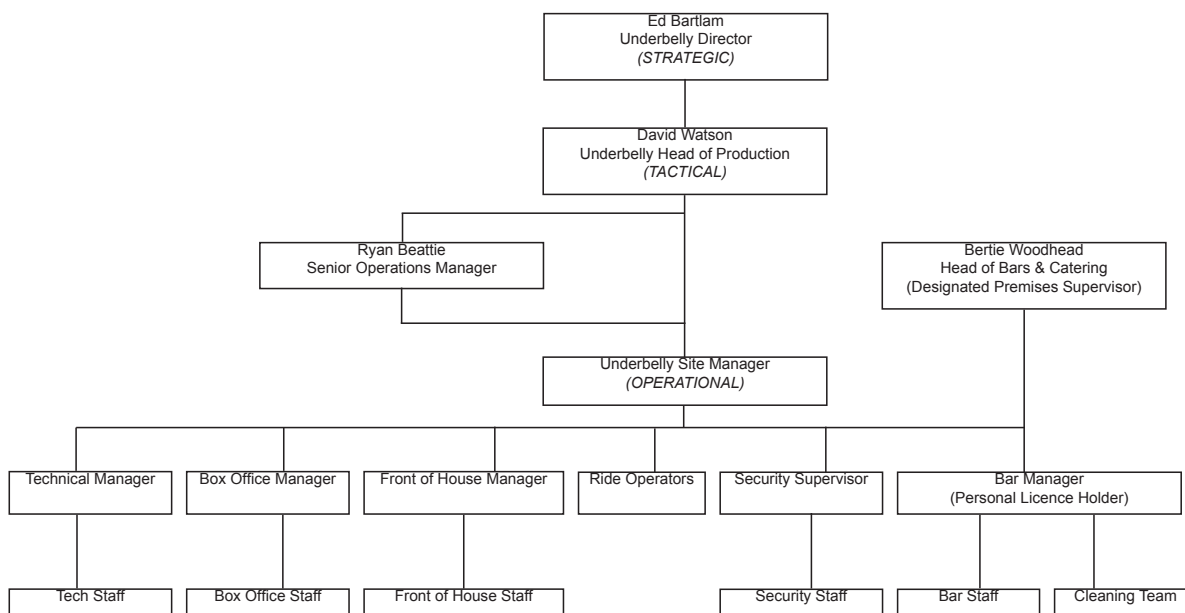 Ed Bartlam
Underbelly Director
(STRATEGIC)
David Watson
Underbelly Head of Production
(TACTICAL)
Ryan Beattie
Senior Operations Manager
Bertie Woodhead
Head of Bars & Catering
(Designated Premises Supervisor)
Underbelly Site Manager
(OPERATIONAL)
Technical Manager
Box Office Manager
Front of House Manager
Ride Operators
Security Supervisor
Bar Manager
(Personal Licence Holder)
Tech Staff
Box Office Staff
Front of House Staff
Security Staff
Bar Staff
Cleaning Team